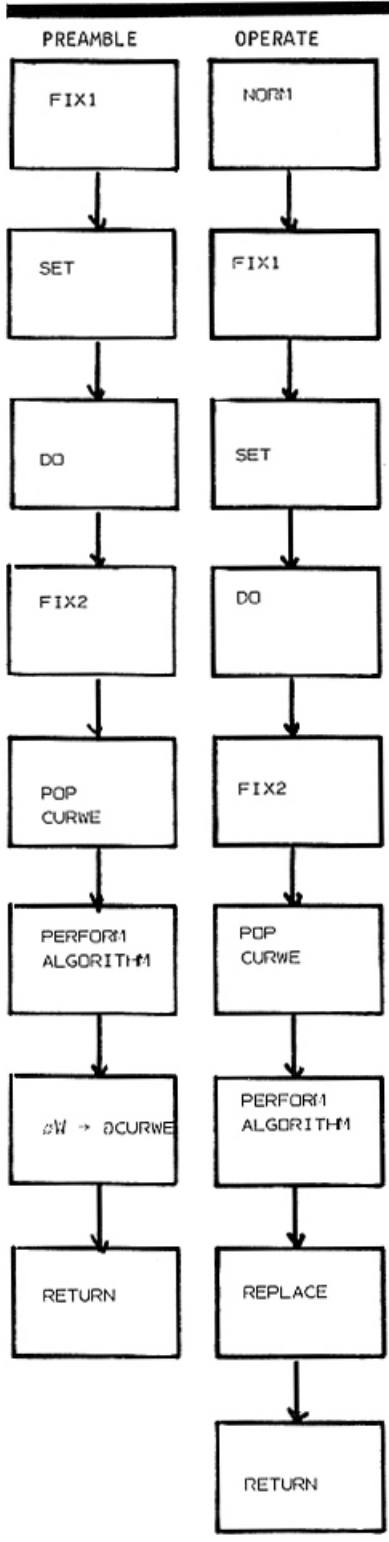 PREAMBLE
FIX1
SET
DO
FIX2
POP
CURWE
PERFORM
ALGORITHM
→ ∂CURWE
RETURN
OPERATE
NORM
FIX1
SET
DO
FIX2
POP
CURWE
PERFORM
ALGORITHM
REPLACE
RETURN